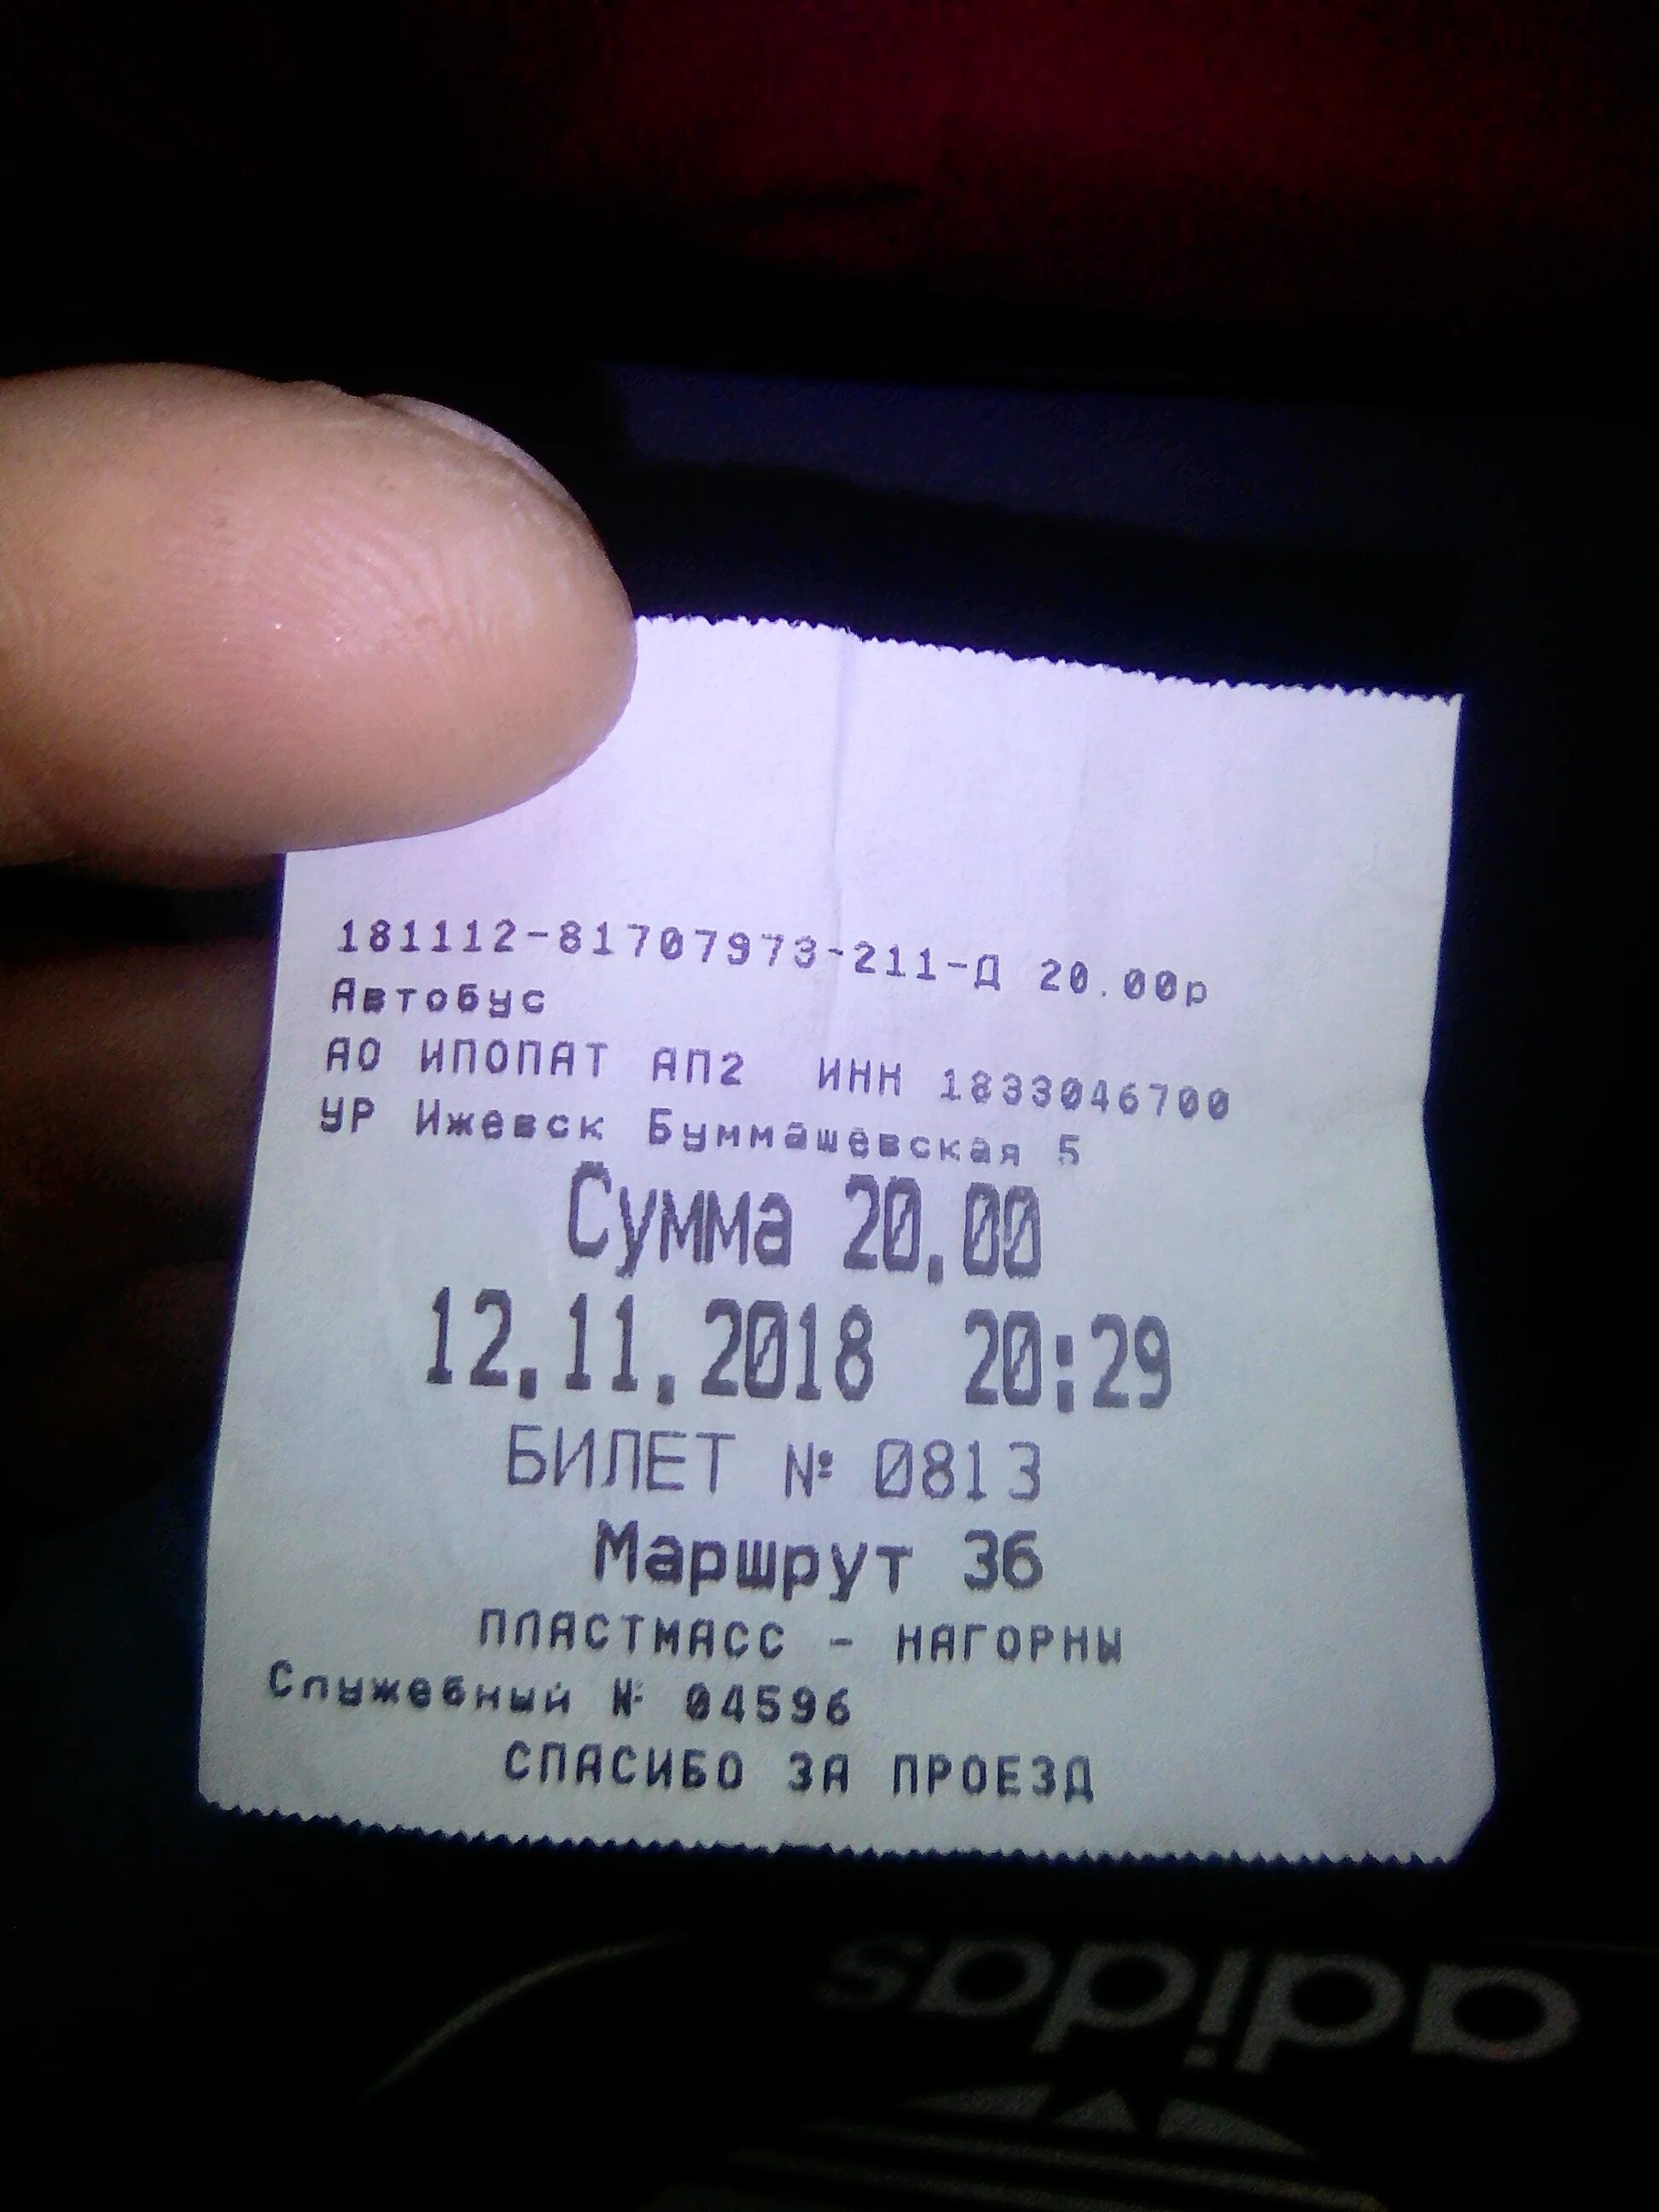 181112-81707973-211-Д 20.00р
Автобус
АО ИПОПАТ АП2 ИНН 1833046700
УР Ижевск Буммашевская 5
Сумма 20.00
12.11.2018 20:29
БИЛЕТ № 0813
Маршрут 36
ПЛАСТМАСС - НАГОРНЫ
Служебный № 04596
СПАСИБО ЗА ПРОЕЗД
adidas